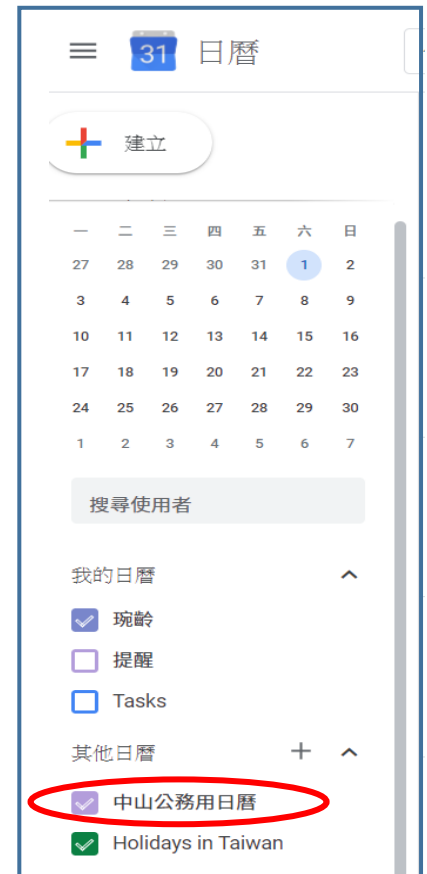 31 日曆
建立
一 二 三 四 五 六 日
27 28 29 30 31 1 2
3 4 5 6 7 8 9
10 11 12 13 14 15 16
17 18 19 20 21 22 23
24 25 26 27 28 29 30
1 2 3 4 5 6 7
搜尋使用者
我的日曆
琬齡
提醒
Tasks
其他日曆
中山公務用日曆
Holidays in Taiwan